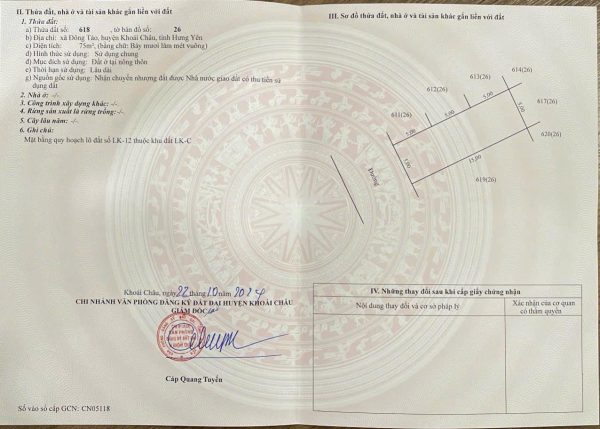 II. Thửa đất, nhà ở và tài sản khác gắn liền với đất
1. Thửa đất:
a) Thửa đất số: 618 , tờ bản đồ số: 26
b) Địa chỉ: xã Đông Tảo, huyện Khoái Châu, tỉnh Hưng Yên
c) Diện tích: 75m², (bằng chữ: Bảy mươi lăm mét vuông)
d) Hình thức sử dụng: Sử dụng chung
đ) Mục đích sử dụng: Đất ở tại nông thôn
e) Thời hạn sử dụng: Lâu dài
g) Nguồn gốc sử dụng: Nhận chuyển nhượng đất được Nhà nước giao đất có thu tiền sử
dụng đất
2. Nhà ở: -/-
3. Công trình xây dựng khác: -/-
4. Rừng sản xuất là rừng trồng: -/-
5. Cây lâu năm: -/-
6. Ghi chú:
Mặt bằng quy hoạch lô đất số LK-12 thuộc khu đất LK-C
Khoái Châu, ngày 22 tháng 10 năm 2024
CHI NHÁNH VĂN PHÒNG ĐĂNG KÝ ĐẤT ĐAI HUYỆN KHOÁI CHÂU
GIÁM ĐỐC
Cáp Quang Tuyển
Số vào sổ cấp GCN: CN05118
III. Sơ đồ thửa đất, nhà ở và tài sản khác gắn liền với đất
614(26)
613(26)
612(26)
617(26)
611(26)
620(26)
5.00
5.00
5.00
5.00
5.00
15.00
619(26)
Đường
IV. Những thay đổi sau khi cấp giấy chứng nhận
Nội dung thay đổi và cơ sở pháp lý
Xác nhận của cơ quan
có thẩm quyền